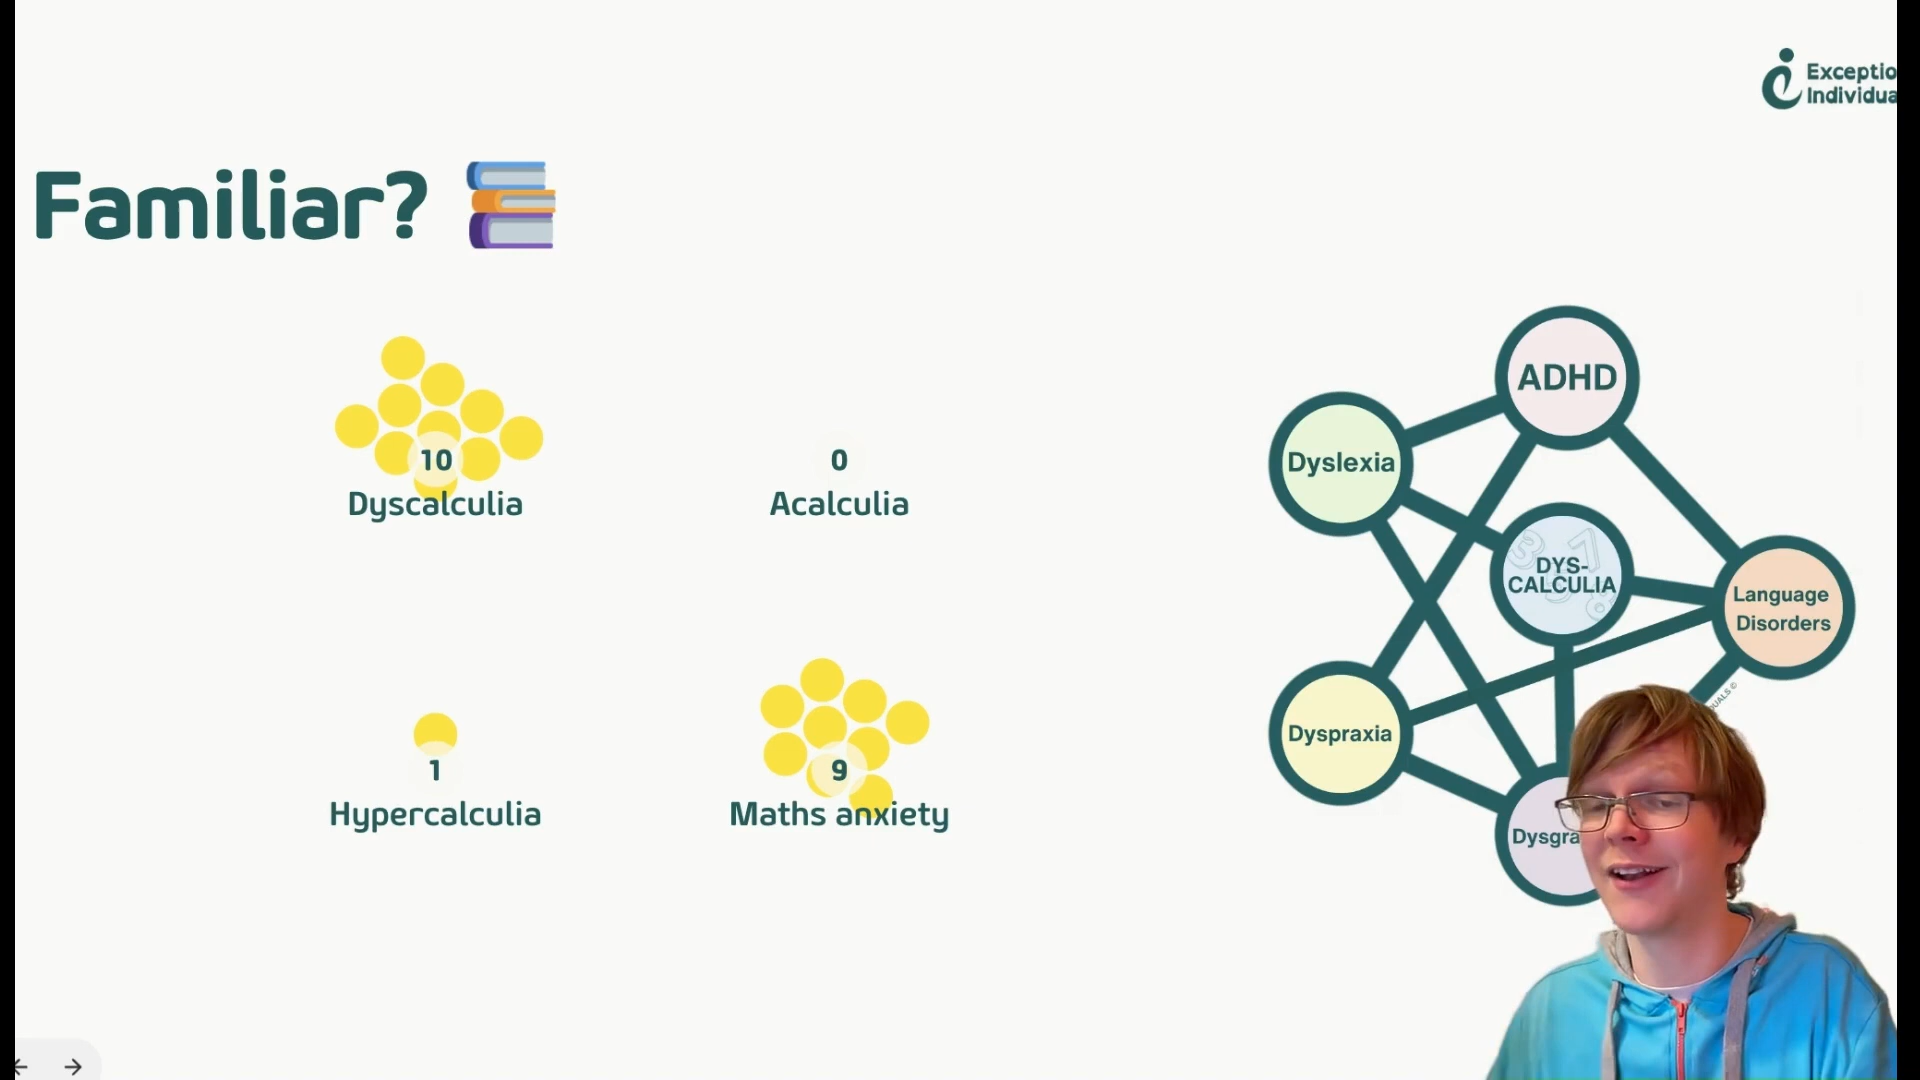 Exceptio
Individua
Familiar?
10
Dyscalculia
0
Acalculia
1
Hypercalculia
9
Maths anxiety
ADHD
Dyslexia
DYS-
CALCULIA
Language
Disorders
Dyspraxia
Dysgra
UALS ©